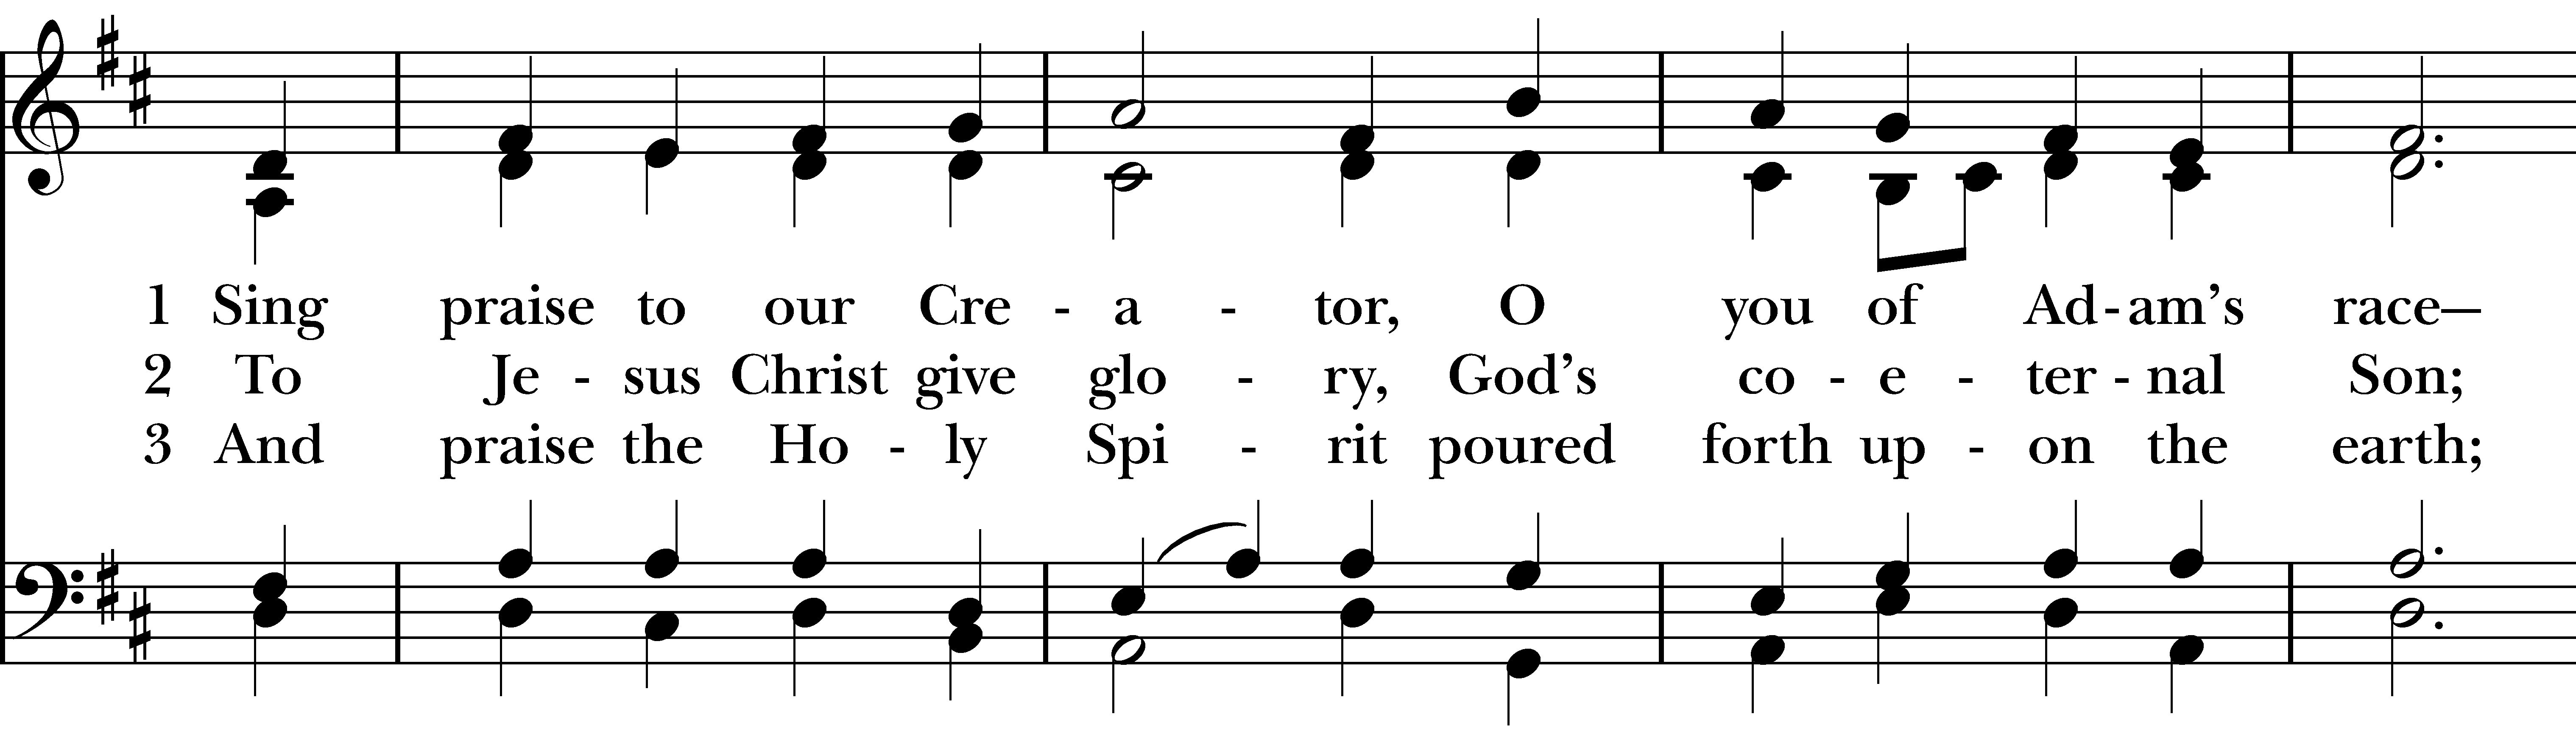 1 Sing praise to our Cre - a - tor, O you of Ad - am’s race—
2 To Je - sus Christ give glo - ry, God’s co - e - ter - nal Son;
3 And praise the Ho - ly Spi - rit poured forth up - on the earth;